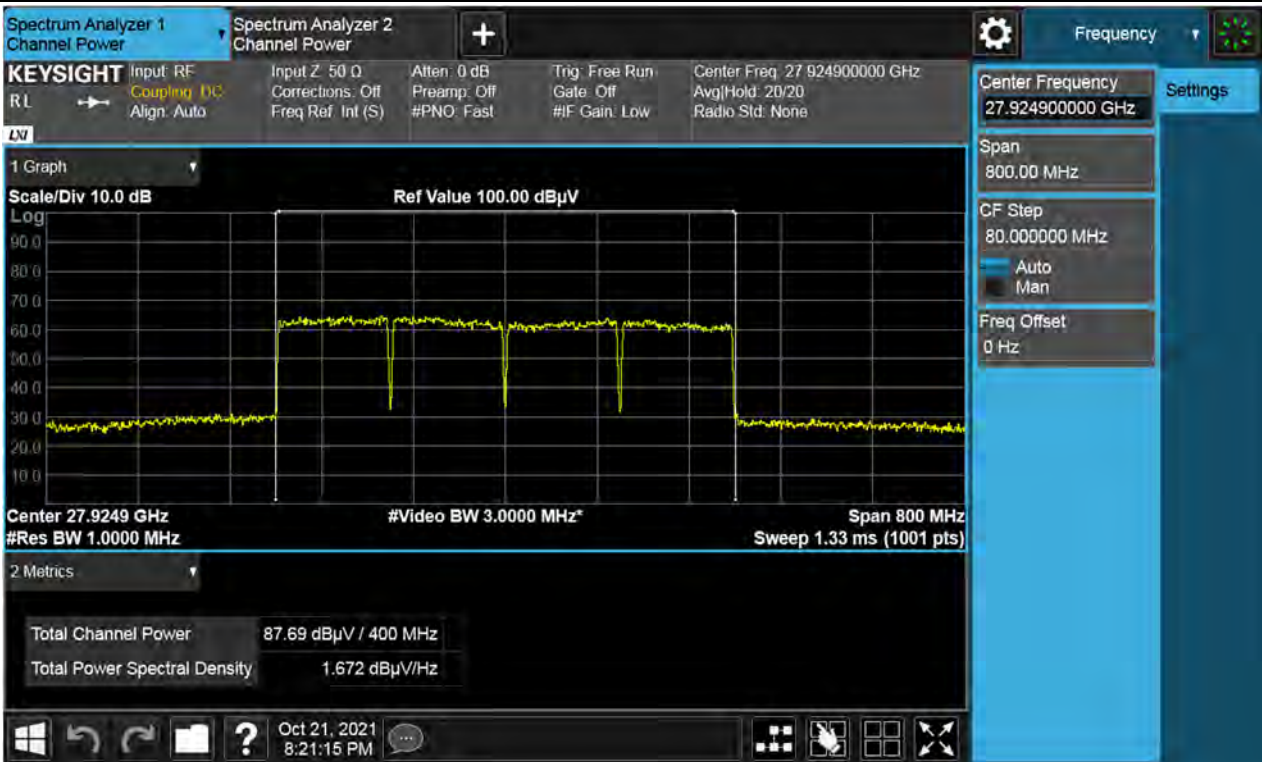 Spectrum Analyzer 1
Channel Power
Spectrum Analyzer 2
Channel Power
+
Frequency
KEYSIGHT
RL
LXI
Input: RF
Coupling: DC
Align: Auto
Input Z: 50 Ω
Corrections: Off
Freq Ref: Int (S)
Atten: 0 dB
Preamp: Off
#PNO: Fast
Trig: Free Run
Gate: Off
#IF Gain: Low
Center Freq: 27.924900000 GHz
Avg|Hold: 20/20
Radio Std: None
Center Frequency
27.924900000 GHz
Settings
Span
800.00 MHz
CF Step
80.000000 MHz
Auto
Man
Freq Offset
0 Hz
1 Graph
Scale/Div 10.0 dB
Ref Value 100.00 dBµV
Log
90.0
80.0
70.0
60.0
50.0
40.0
30.0
20.0
10.0
Center 27.9249 GHz
#Video BW 3.0000 MHz*
Span 800 MHz
#Res BW 1.0000 MHz
Sweep 1.33 ms (1001 pts)
2 Metrics
Total Channel Power
87.69 dBµV / 400 MHz
Total Power Spectral Density
1.672 dBµV/Hz
?
Oct 21, 2021
8:21:15 PM